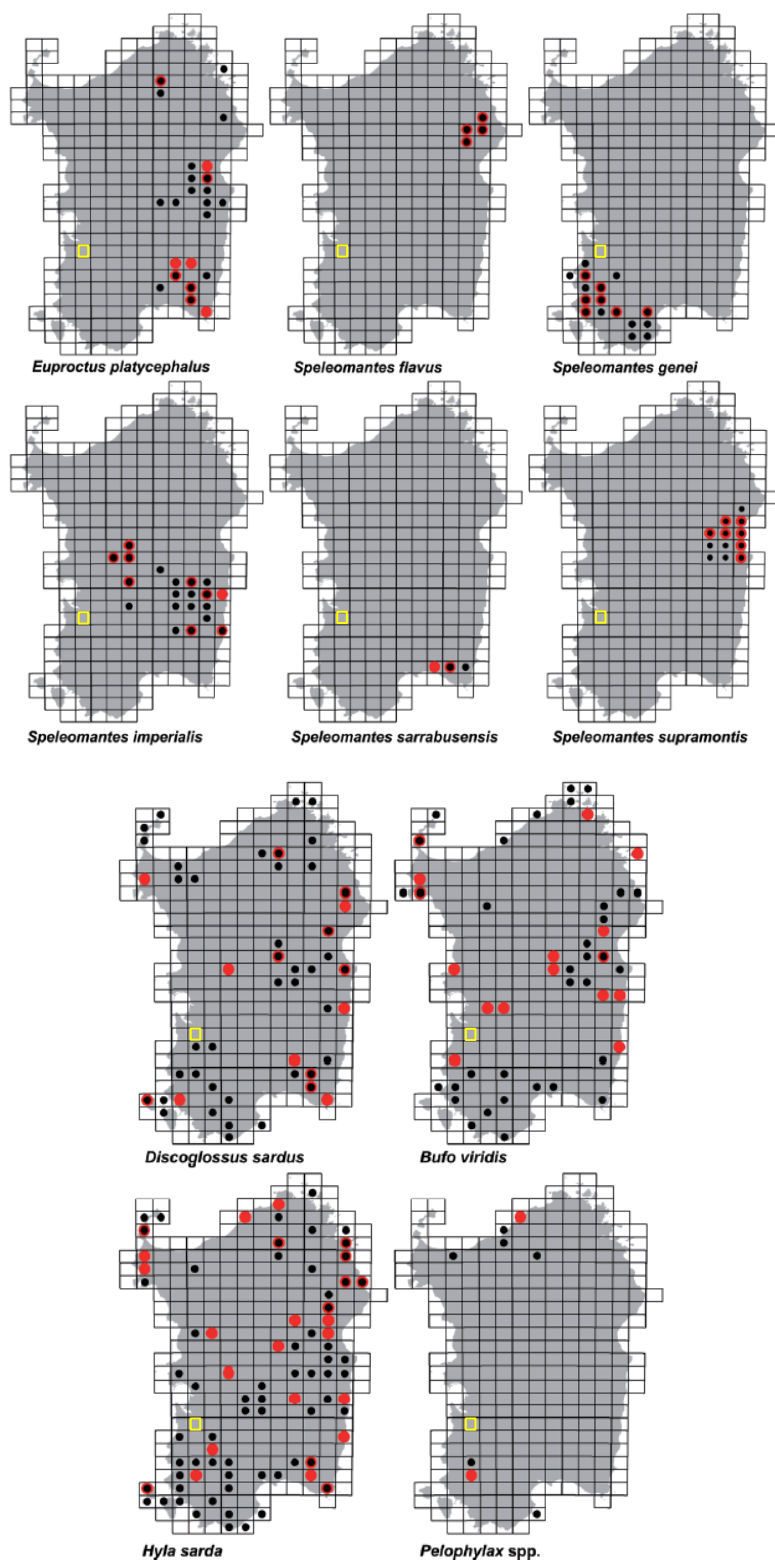 Euproctus platycephalus
Speleomantes flavus
Speleomantes genei
Speleomantes imperialis
Speleomantes sarrabusensis
Speleomantes supramontis
Discoglossus sardus
Bufo viridis
Hyla sarda
Pelophylax spp.